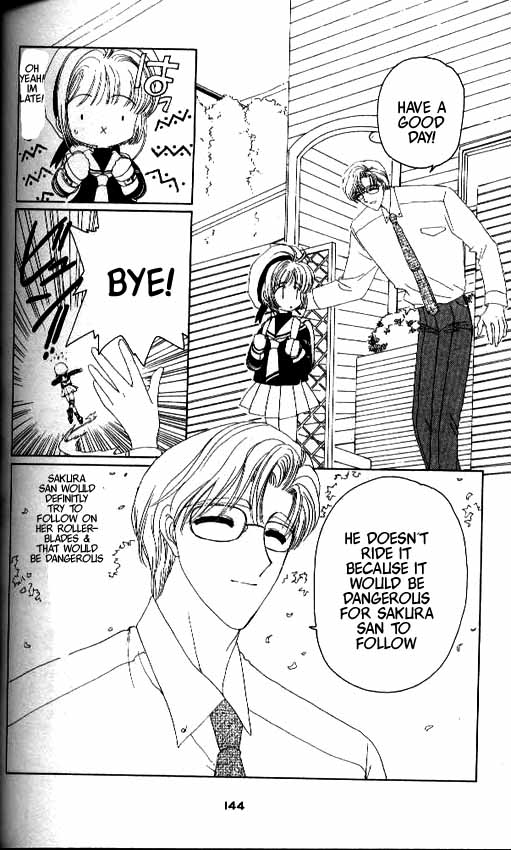 HAVE A
GOOD
DAY!
OH
YEAH!
IM
LATE!
はっ
BYE!
HE DOESN'T
RIDE IT
BECAUSE IT
WOULD BE
DANGEROUS
FOR SAKURA
SAN TO
FOLLOW
SAKURA
SAN WOULD
DEFINITLY
TRY TO
FOLLOW ON
HER ROLLER-
BLADES &
THAT WOULD
BE DANGEROUS
144